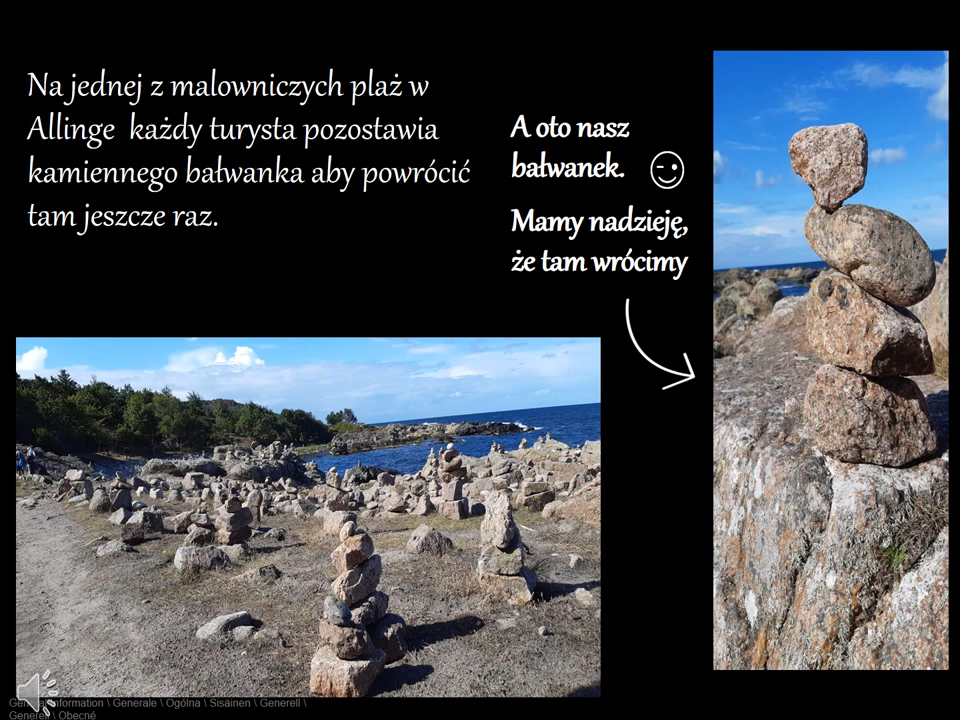 Na jednej z malowniczych plaż w
Allinge każdy turysta pozostawia
kamiennego bałwanka aby powrócić
tam jeszcze raz.
A oto nasz
bałwanek.
Mamy nadzieję,
że tam wrócimy
General Information \ Generale \ Ogólna \ Sisäinen \ Generell \
Generell \ Obecné